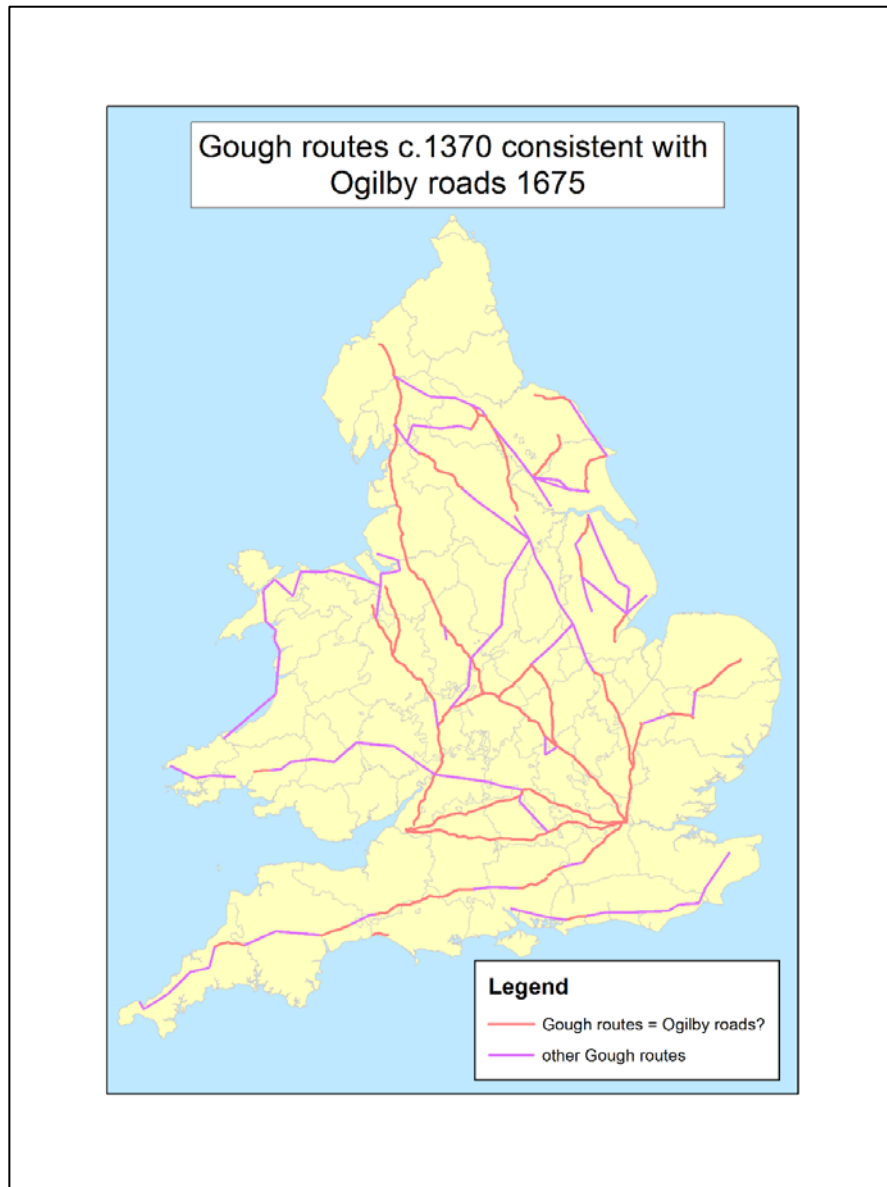 Gough routes c.1370 consistent with
Ogilby roads 1675
Legend
Gough routes = Ogilby roads?
other Gough routes